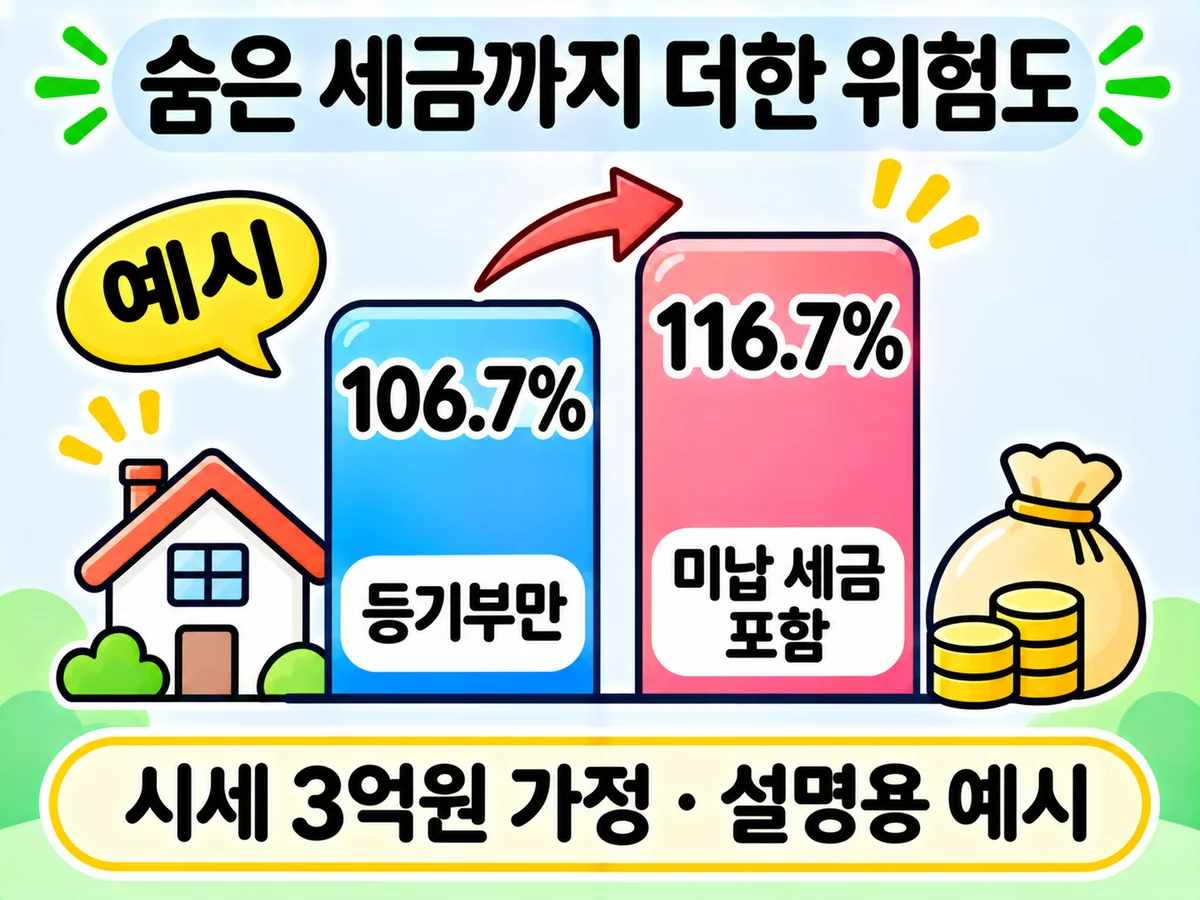 숨은 세금까지 더한 위험도
예시
106.7%
116.7%
등기부만
미납 세금
포함
시세 3억원 가정 · 설명용 예시